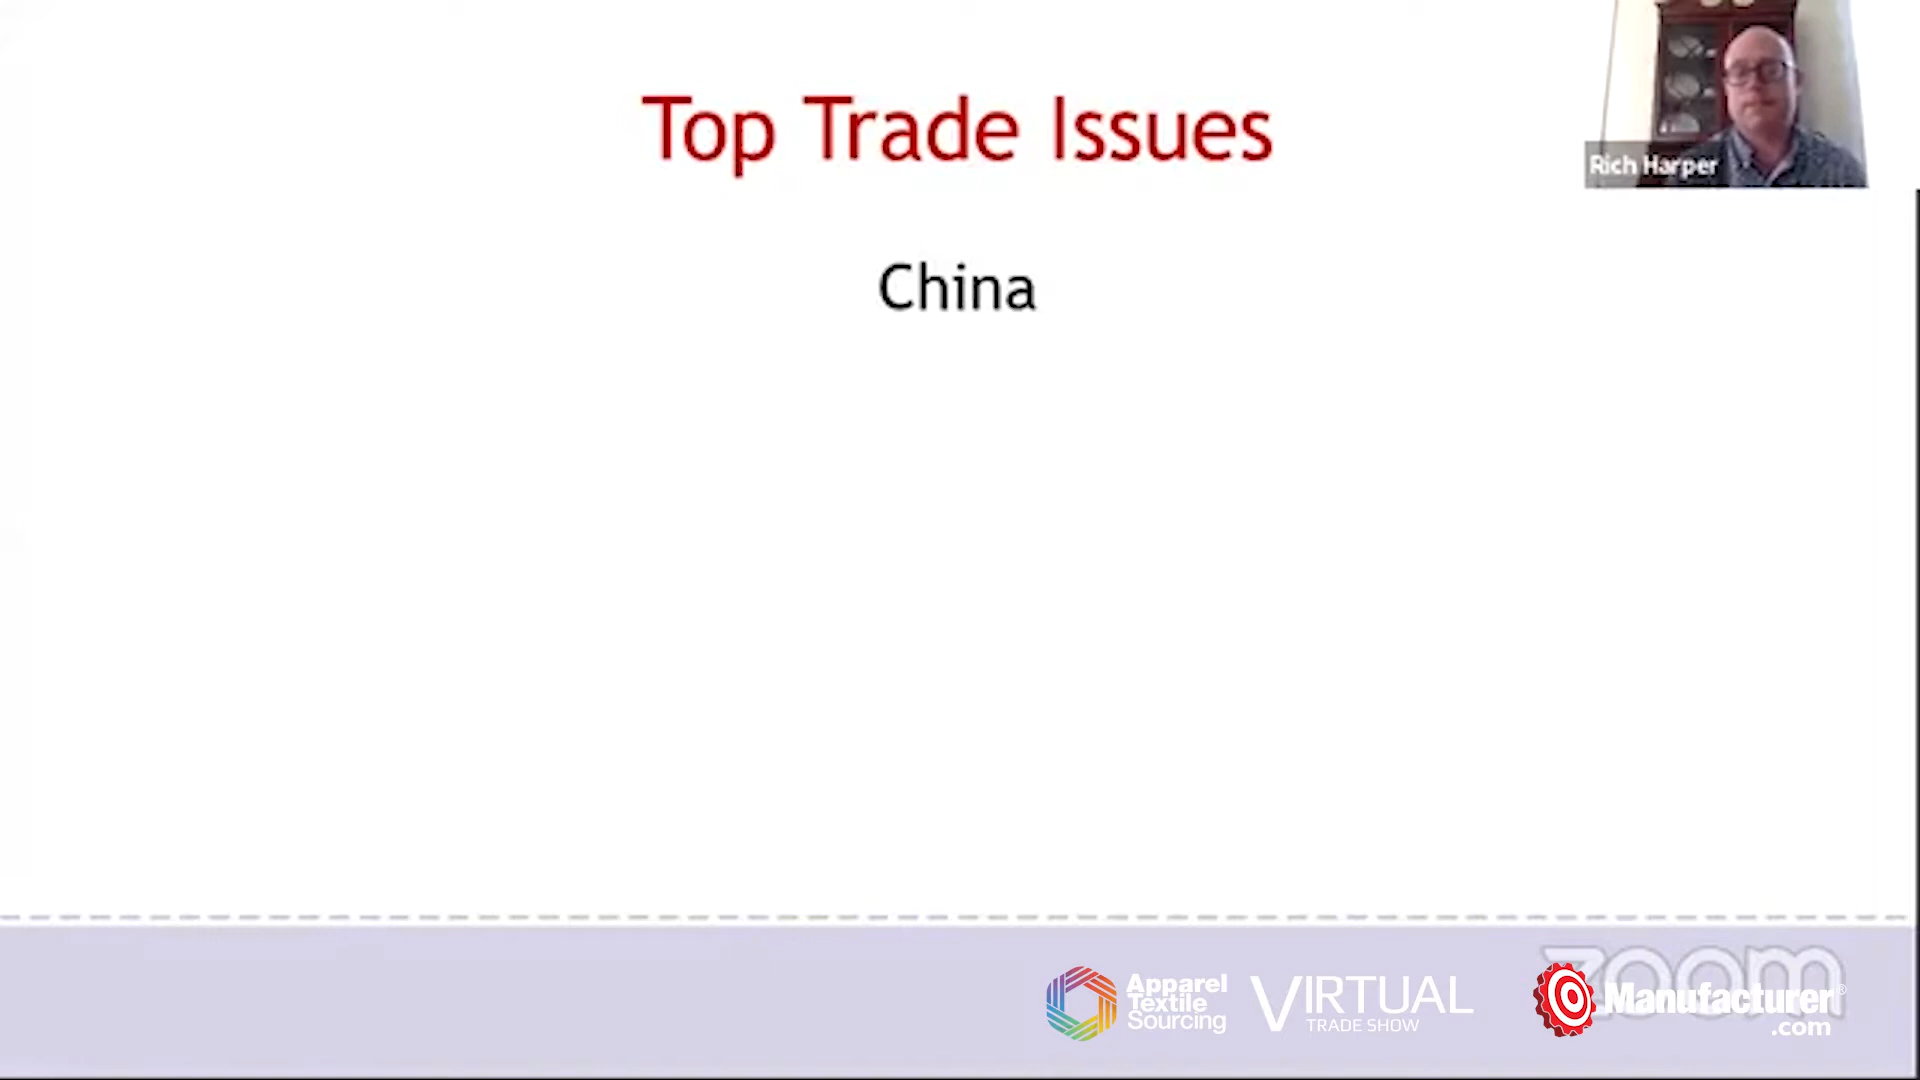 Top Trade Issues
Rich Harper
China
zoom
Apparel
Textile
Sourcing
VIRTUAL
TRADE SHOW
Manufacturer®
.com